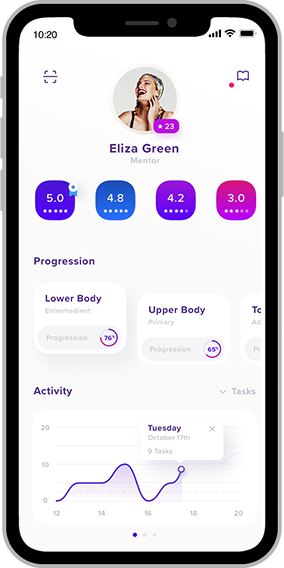 10:20
★ 23
Eliza Green
Mentor
5.0 4.8 4.2 3.0
Progression
Lower Body
Entermedient
Progression 76%
Upper Body
Primary
Progression 65%
To
Ad
Pro
Activity
Tasks
20
10
0
Tuesday
October 17th
9 Tasks
12 14 16 18 20